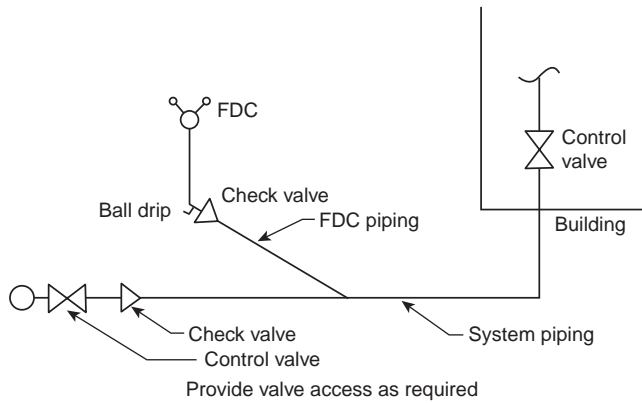 FDC
Control
valve
Check valve
Ball drip
FDC piping
Building
Check valve
System piping
Control valve
Provide valve access as required